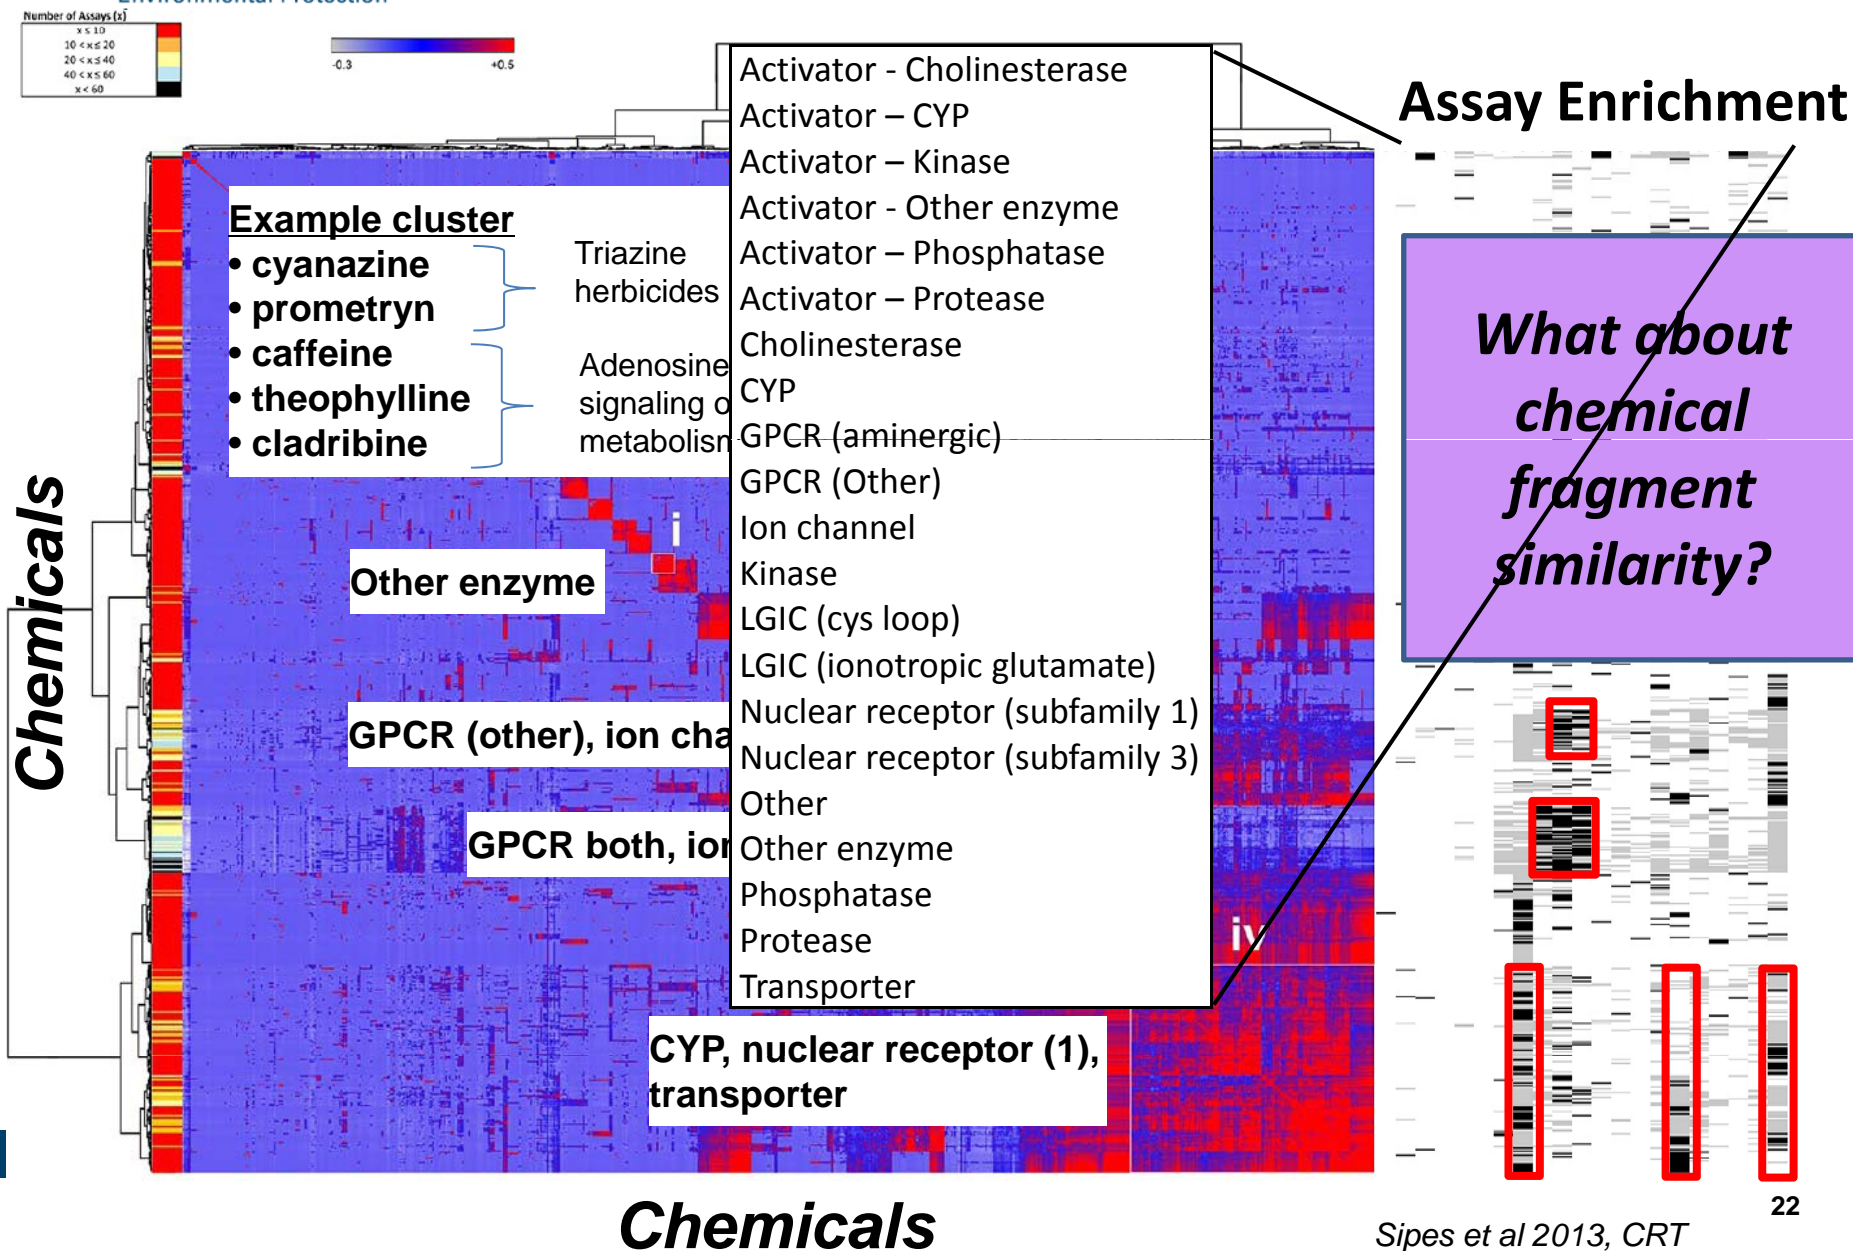 Environmental Protection
Number of Assays (x)
x ≤ 10
10 < x ≤ 20
20 < x ≤ 40
40 < x ≤ 60
x < 60
-0.3
+0.5
Assay Enrichment
Example cluster
• cyanazine
• prometryn
• caffeine
• theophylline
• cladribine
Triazine
herbicides
Adenosine
signaling o
metabolism
Activator - Cholinesterase
Activator – CYP
Activator – Kinase
Activator - Other enzyme
Activator – Phosphatase
Activator – Protease
Cholinesterase
CYP
GPCR (aminergic)
GPCR (Other)
Ion channel
Kinase
LGIC (cys loop)
LGIC (ionotropic glutamate)
Nuclear receptor (subfamily 1)
Nuclear receptor (subfamily 3)
Other
Other enzyme
Phosphatase
Protease
Transporter
What about
chemical
fragment
similarity?
i
Other enzyme
GPCR (other), ion cha
GPCR both, ion
iv
CYP, nuclear receptor (1),
transporter
Chemicals
Chemicals
22
Sipes et al 2013, CRT